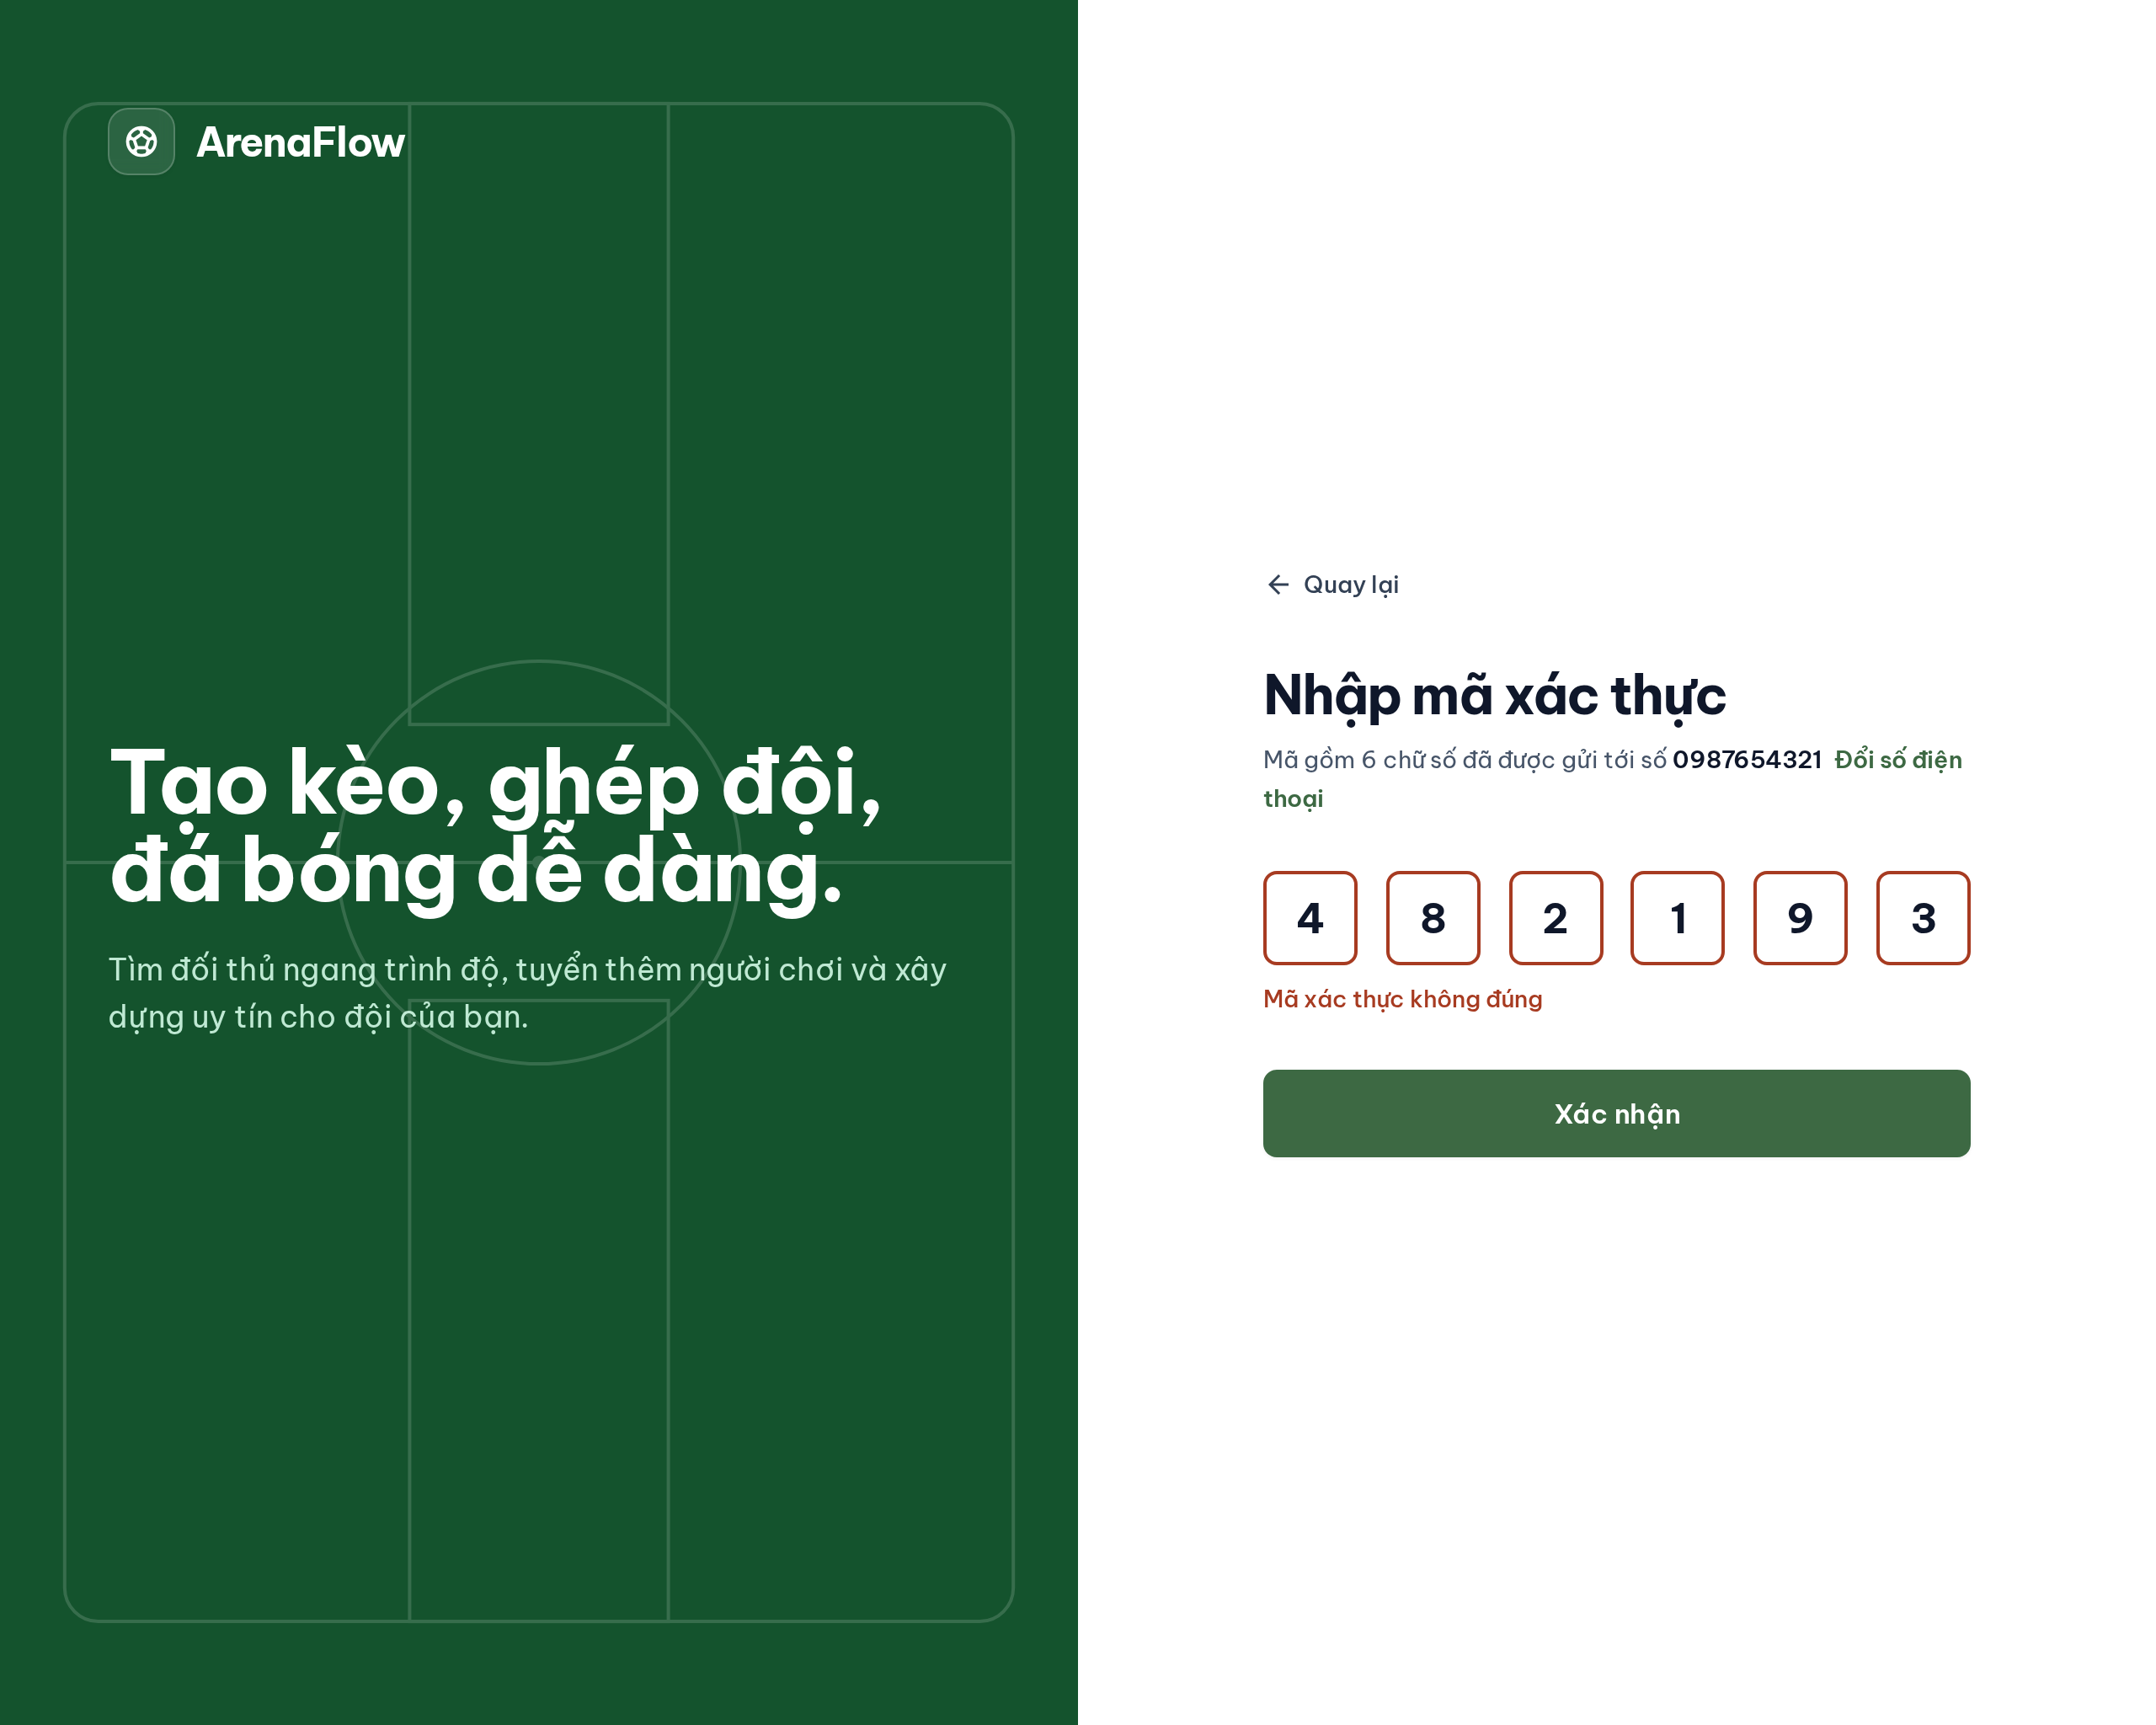 ArenaFlow
Tạo kèo, ghép đội,
đá bóng dễ dàng.
Tìm đối thủ ngang trình độ, tuyển thêm người chơi và xây
dựng uy tín cho đội của bạn.
Quay lại
Nhập mã xác thực
Mã gồm 6 chữ số đã được gửi tới số 0987654321 Đổi số điện
thoại
4 8 2 1 9 3
Mã xác thực không đúng
Xác nhận